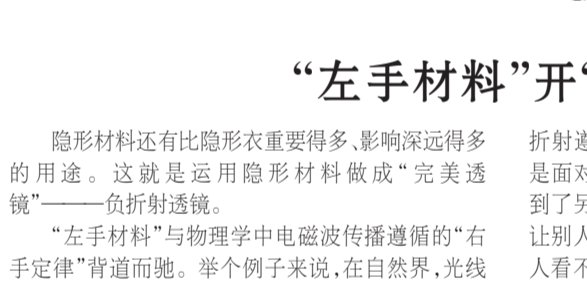 “左手材料”开“
隐形材料还有比隐形衣重要得多、影响深远得多
的用途。这就是运用隐形材料做成“完美透
镜”———负折射透镜。
“左手材料”与物理学中电磁波传播遵循的“右
手定律”背道而驰。举个例子来说，在自然界，光线
折射遵
是面对
到了另
让别人
人看不